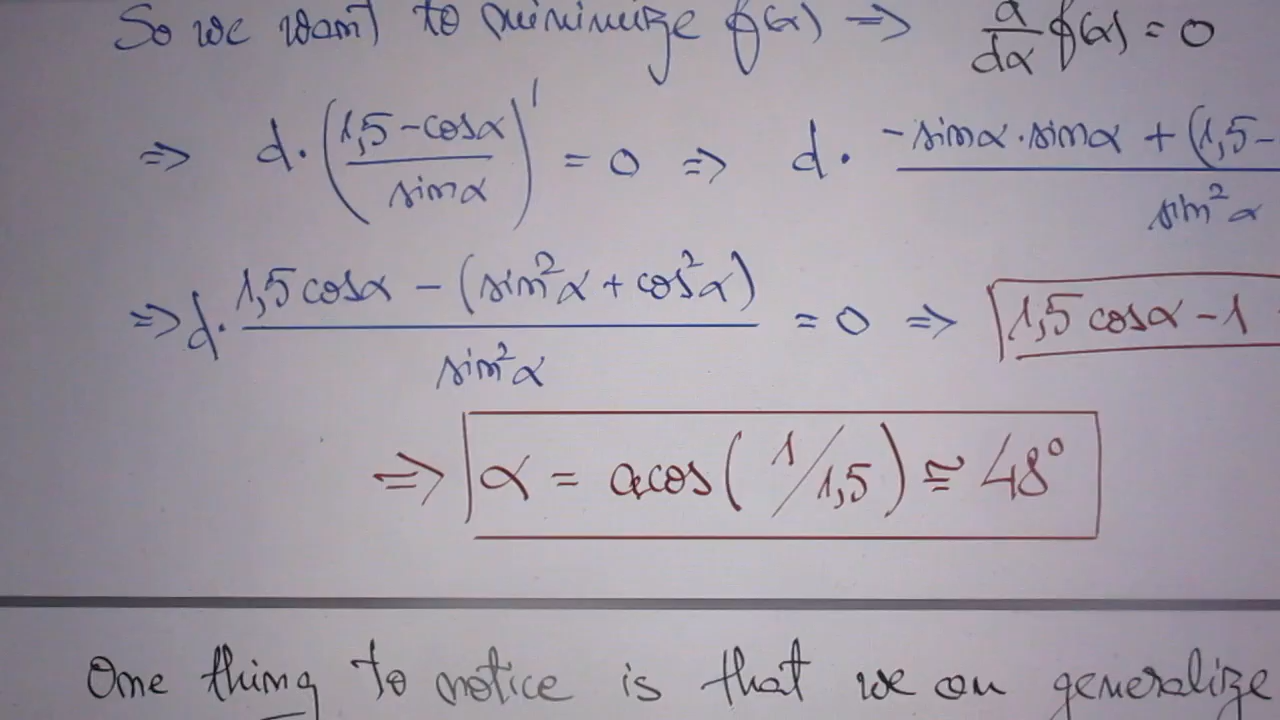 So we want to minimize f(α) => d/dα f(α) = 0
=> d · ((1,5 - cosα)/sinα)' = 0 => d · (-sinα · sinα + (1,5 -)/(sin²α)
=> d · (1,5 cosα - (sin²α + cos²α))/(sin²α) = 0 => 1,5 cosα - 1
=> α = acos(1/1,5) ≅ 48°
One thing to notice is that we can generalize